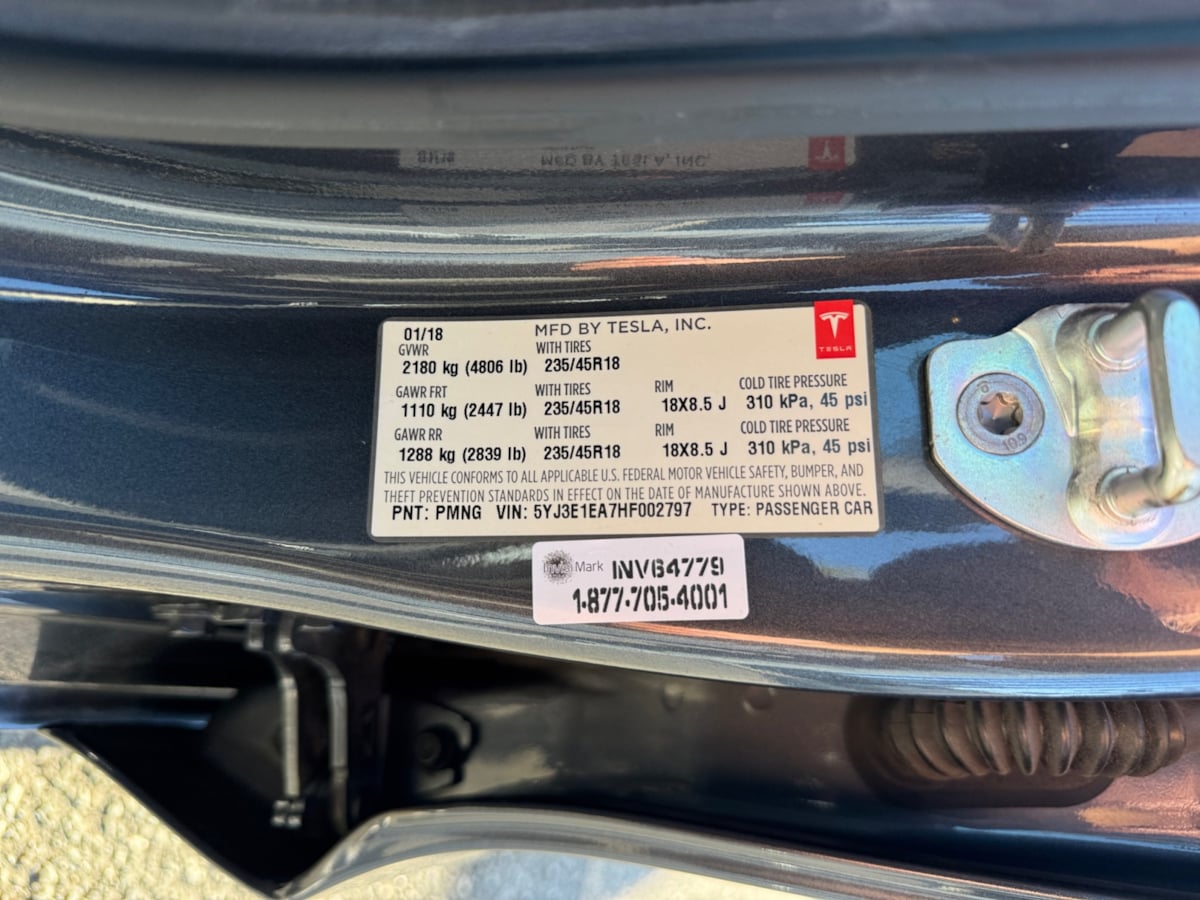 01/18 MFD BY TESLA, INC.
TESLA
GVWR WITH TIRES
2180 kg (4806 lb) 235/45R18
GAWR FRT WITH TIRES RIM COLD TIRE PRESSURE
1110 kg (2447 lb) 235/45R18 18X8.5 J 310 kPa, 45 psi
GAWR RR WITH TIRES RIM COLD TIRE PRESSURE
1288 kg (2839 lb) 235/45R18 18X8.5 J 310 kPa, 45 psi
THIS VEHICLE CONFORMS TO ALL APPLICABLE U.S. FEDERAL MOTOR VEHICLE SAFETY, BUMPER, AND
THEFT PREVENTION STANDARDS IN EFFECT ON THE DATE OF MANUFACTURE SHOWN ABOVE.
PNT: PMNG VIN: 5YJ3E1EA7HF002797 TYPE: PASSENGER CAR
Mark INV64779
1-877-705-4001
10.9